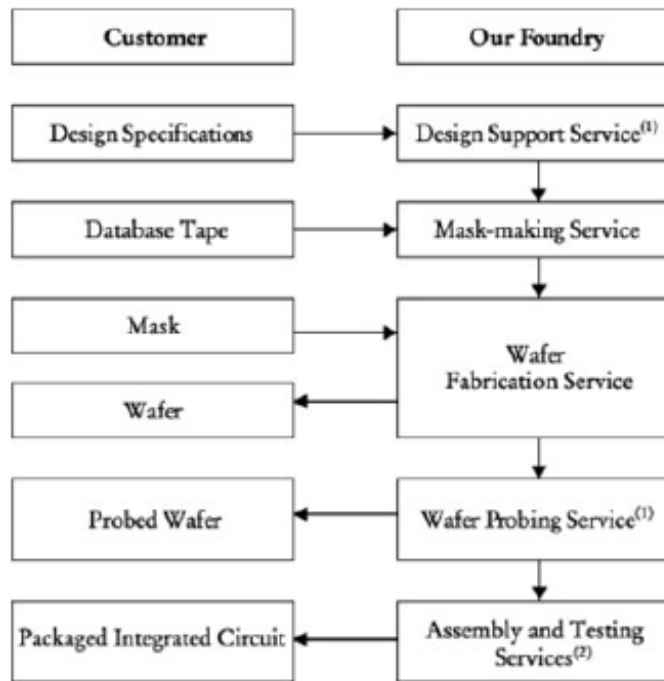 Customer
Our Foundry
Design Specifications
Design Support Service(1)
Database Tape
Mask-making Service
Mask
Wafer
Fabrication Service
Wafer
Probed Wafer
Wafer Probing Service(1)
Packaged Integrated Circuit
Assembly and Testing
Services(2)